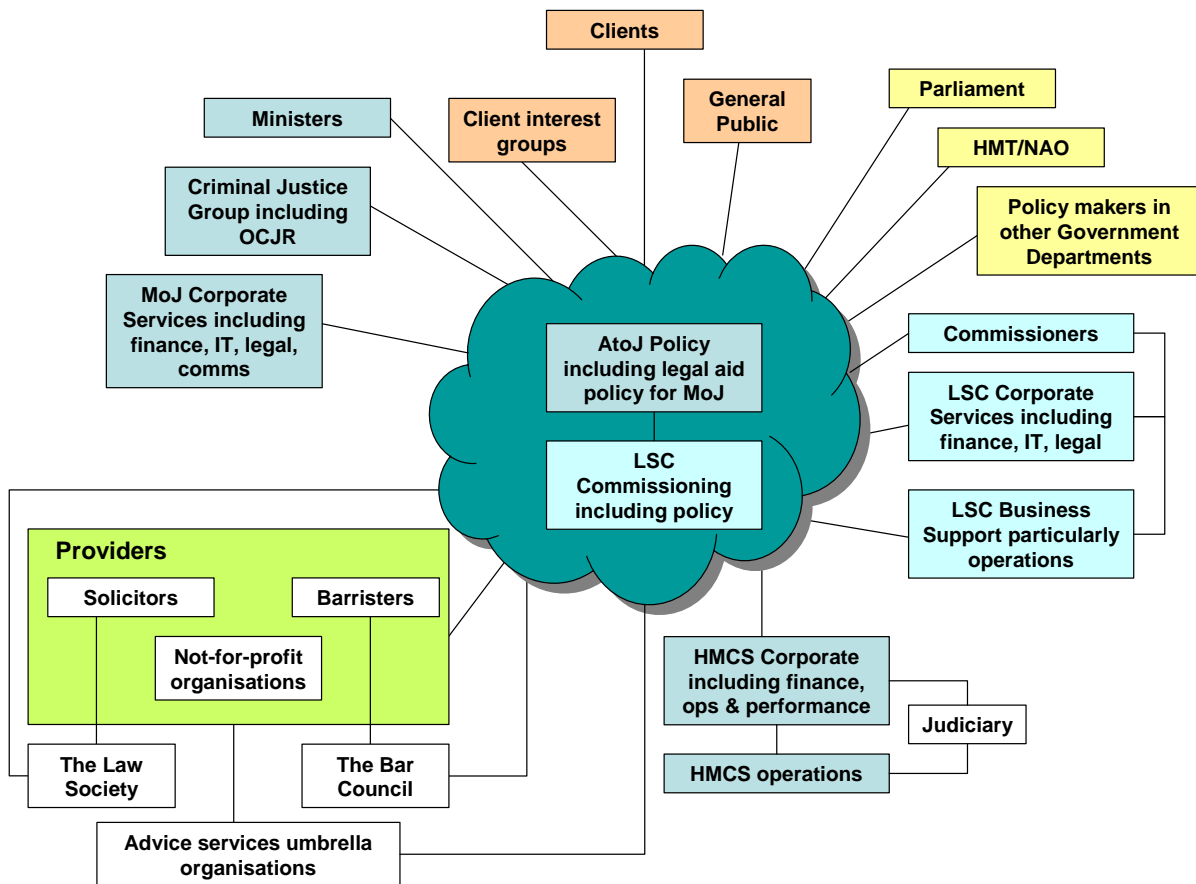 Clients
Parliament
General
Public
Ministers
Client interest
groups
HMT/NAO
Criminal Justice
Group including
OCJR
Policy makers in
other Government
Departments
MoJ Corporate
Services including
finance, IT, legal,
comms
Commissioners
AtoJ Policy
including legal aid
policy for MoJ
LSC Corporate
Services including
finance, IT, legal
LSC
Commissioning
including policy
LSC Business
Support particularly
operations
Providers
Solicitors
Barristers
Not-for-profit
organisations
HMCS Corporate
including finance,
ops & performance
Judiciary
The Law
Society
The Bar
Council
HMCS operations
Advice services umbrella
organisations